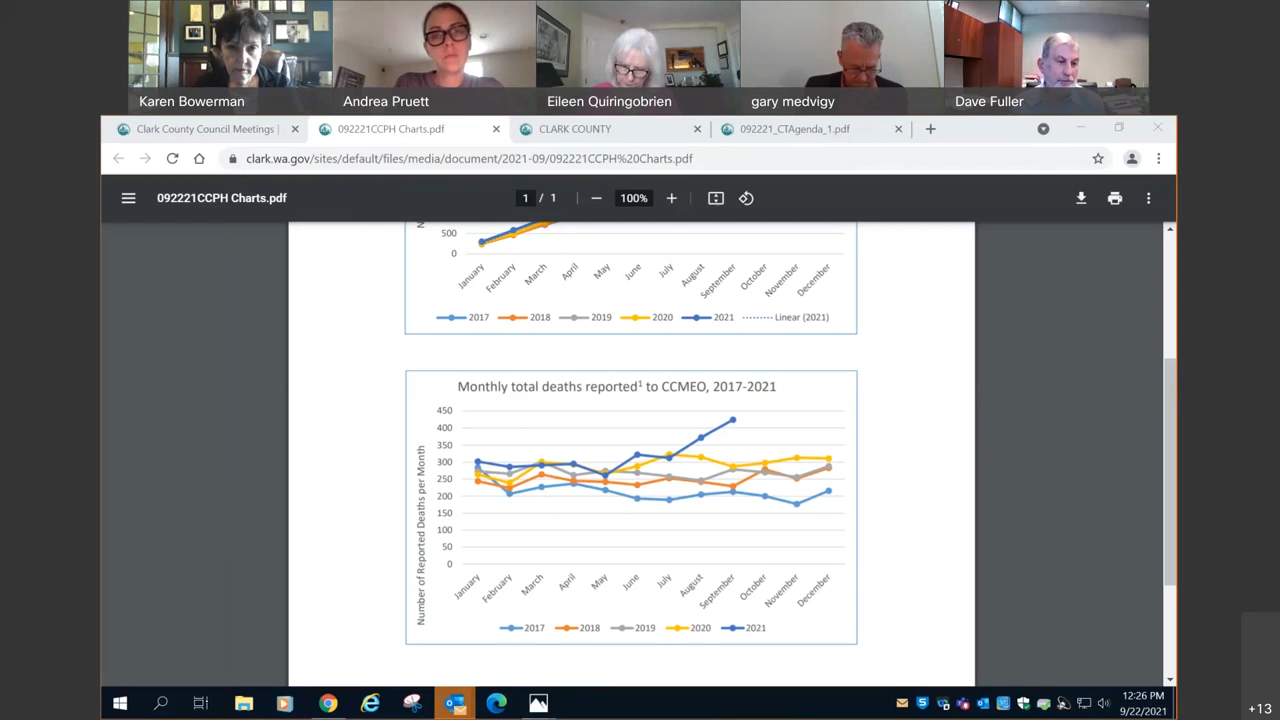 Karen Bowerman
Andrea Pruett
Eileen Quiringobrien
gary medvigy
Dave Fuller
Clark County Council Meetings |
092221CCPH Charts.pdf
CLARK COUNTY
092221_CTAgenda_1.pdf
clark.wa.gov/sites/default/files/media/document/2021-09/092221CCPH%20Charts.pdf
092221CCPH Charts.pdf
1 / 1
100%
500
0
January
February
March
April
May
June
July
August
September
October
November
December
2017 2018 2019 2020 2021 Linear (2021)
Monthly total deaths reported¹ to CCMEO, 2017-2021
Number of Reported Deaths per Month
450
400
350
300
250
200
150
100
50
0
January
February
March
April
May
June
July
August
September
October
November
December
2017 2018 2019 2020 2021
12:26 PM
9/22/2021
+13